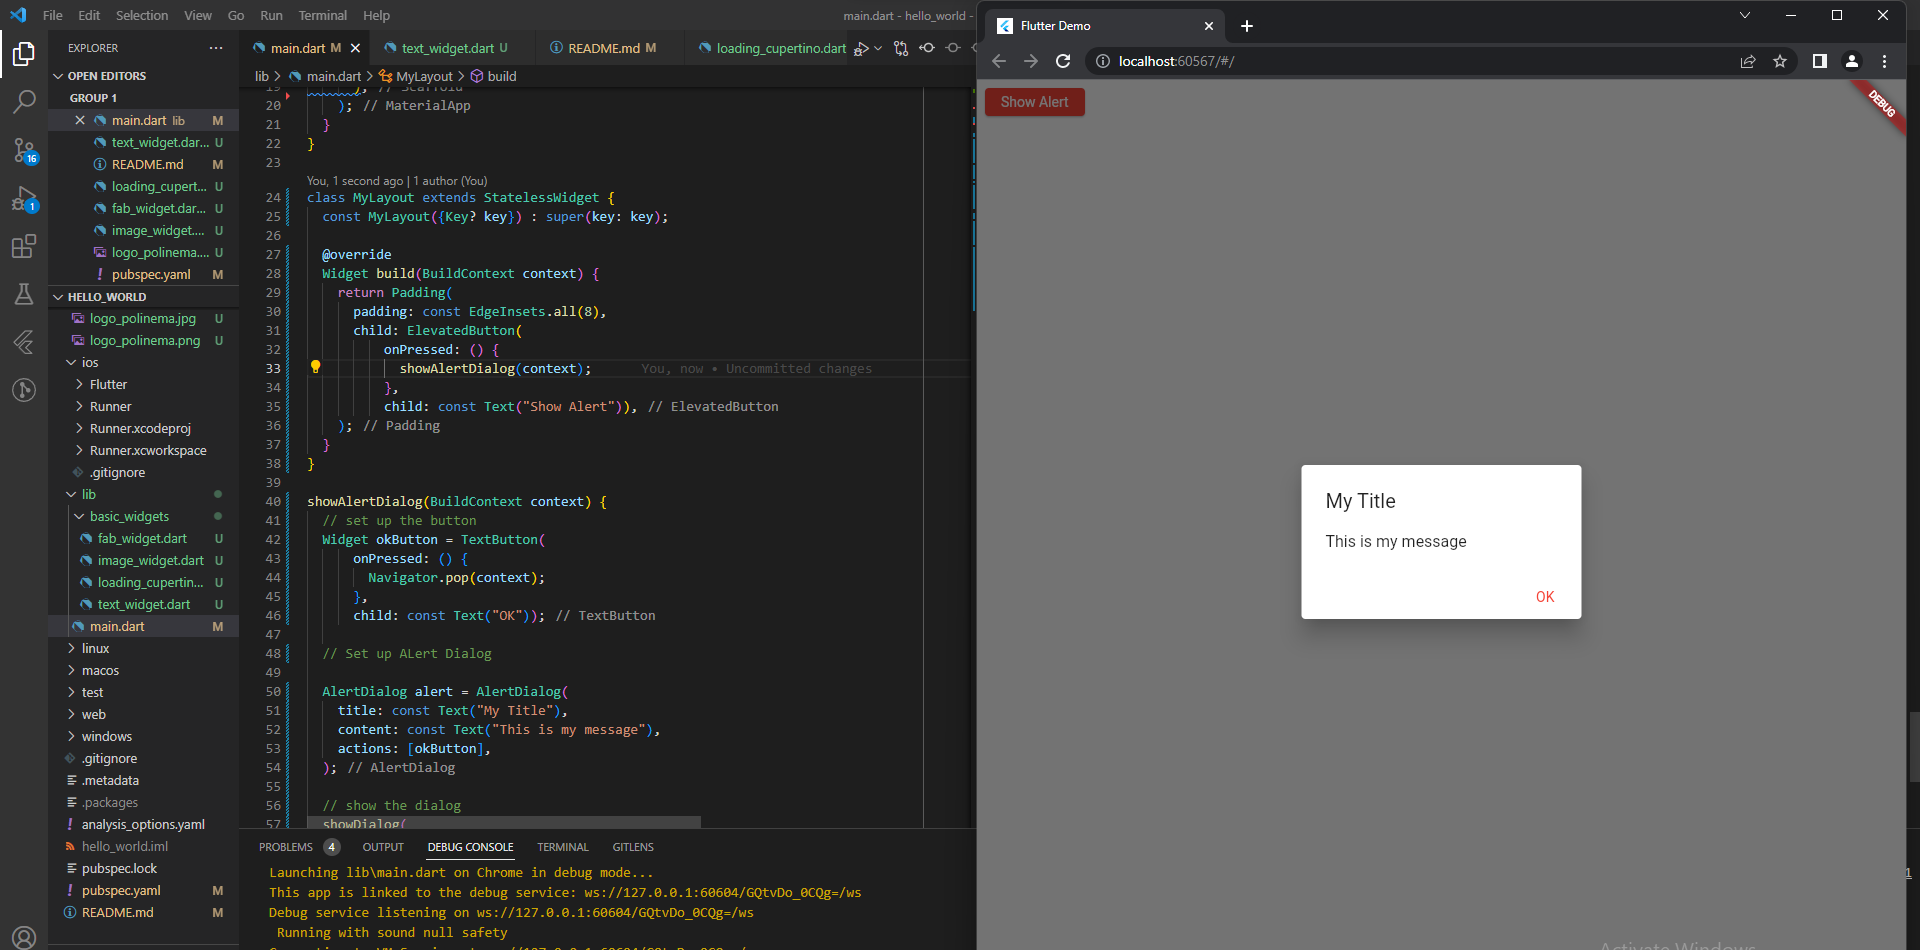 File Edit Selection View Go Run Terminal Help main.dart - hello_world -
EXPLORER ···
OPEN EDITORS
GROUP 1
main.dart lib M
text_widget.dar... U
README.md M
loading_cupert... U
fab_widget.dar... U
image_widget.... U
logo_polinema.... U
! pubspec.yaml M
HELLO_WORLD
logo_polinema.jpg U
logo_polinema.png U
ios
Flutter
Runner
Runner.xcodeproj
Runner.xcworkspace
.gitignore
lib
basic_widgets
fab_widget.dart U
image_widget.dart U
loading_cupertin... U
text_widget.dart U
main.dart M
linux
macos
test
web
windows
.gitignore
.metadata
.packages
! analysis_options.yaml
hello_world.iml
pubspec.lock
! pubspec.yaml M
README.md M
16
1
main.dart M text_widget.dart U README.md M loading_cupertino.dart
lib > main.dart > MyLayout > build
19 ), // Scaffold
20 ); // MaterialApp
21 }
22 }
23
You, 1 second ago | 1 author (You)
24 class MyLayout extends StatelessWidget {
25 const MyLayout({Key? key}) : super(key: key);
26
27 @override
28 Widget build(BuildContext context) {
29 return Padding(
30 padding: const EdgeInsets.all(8),
31 child: ElevatedButton(
32 onPressed: () {
33 showAlertDialog(context); You, now • Uncommitted changes
34 },
35 child: const Text("Show Alert")), // ElevatedButton
36 ); // Padding
37 }
38 }
39
40 showAlertDialog(BuildContext context) {
41 // set up the button
42 Widget okButton = TextButton(
43 onPressed: () {
44 Navigator.pop(context);
45 },
46 child: const Text("OK")); // TextButton
47
48 // Set up ALert Dialog
49
50 AlertDialog alert = AlertDialog(
51 title: const Text("My Title"),
52 content: const Text("This is my message"),
53 actions: [okButton],
54 ); // AlertDialog
55
56 // show the dialog
57 showDialog(
PROBLEMS 4 OUTPUT DEBUG CONSOLE TERMINAL GITLENS
Launching lib\main.dart on Chrome in debug mode...
This app is linked to the debug service: ws://127.0.0.1:60604/GQtvDo_0CQg=/ws
Debug service listening on ws://127.0.0.1:60604/GQtvDo_0CQg=/ws
Running with sound null safety
Flutter Demo
localhost:60567/#/
Show Alert
DEBUG
My Title
This is my message
OK
Activate Windows
1